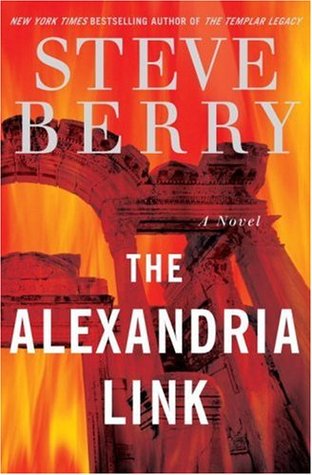 NEW YORK TIMES BESTSELLING AUTHOR OF THE TEMPLAR LEGACY
STEVE
BERRY
A Novel
THE
ALEXANDRIA
LINK